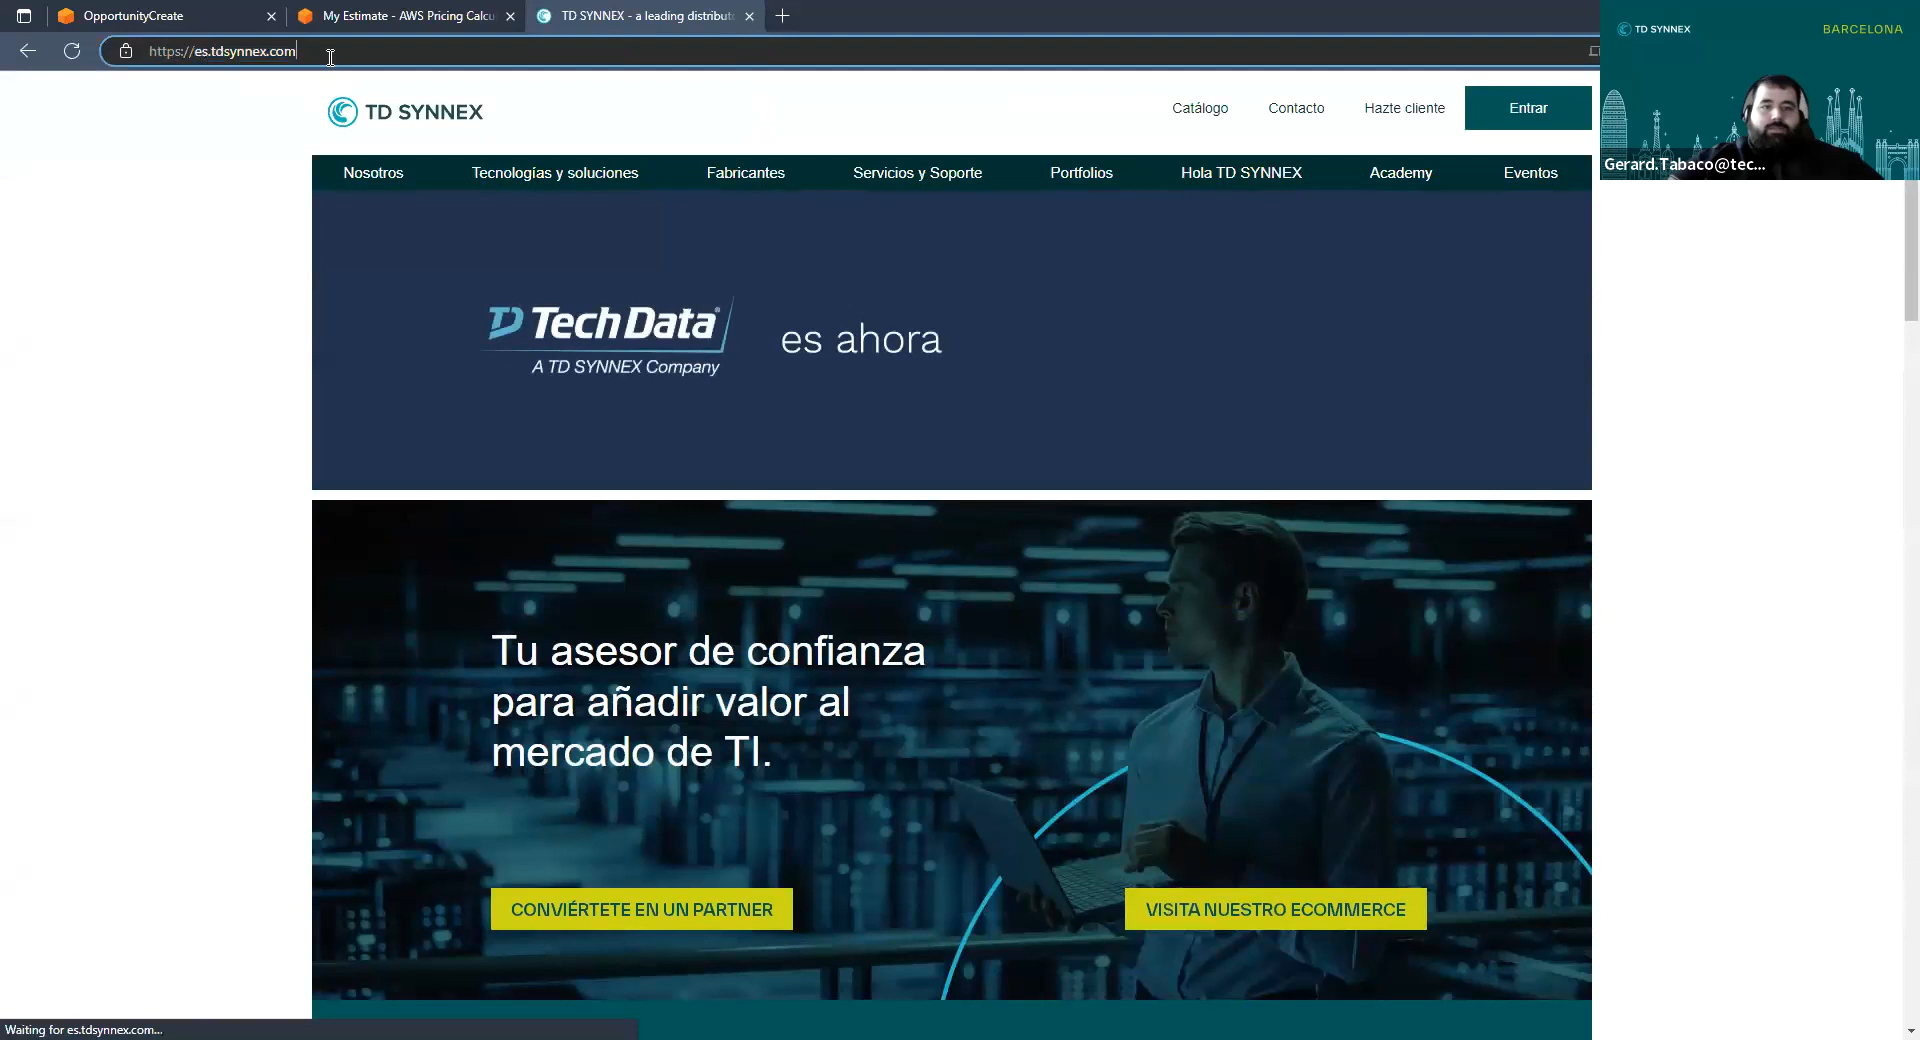 OpportunityCreate
My Estimate - AWS Pricing Calcu
TD SYNNEX - a leading distribut
https://es.tdsynnex.com
TD SYNNEX
BARCELONA
Gerard.Tabaco@tec...
TD SYNNEX
Catálogo
Contacto
Hazte cliente
Entrar
Nosotros
Tecnologías y soluciones
Fabricantes
Servicios y Soporte
Portfolios
Hola TD SYNNEX
Academy
Eventos
TD Tech Data
A TD SYNNEX Company
es ahora
Tu asesor de confianza
para añadir valor al
mercado de TI.
CONVIÉRTETE EN UN PARTNER
VISITA NUESTRO ECOMMERCE
Waiting for es.tdsynnex.com...